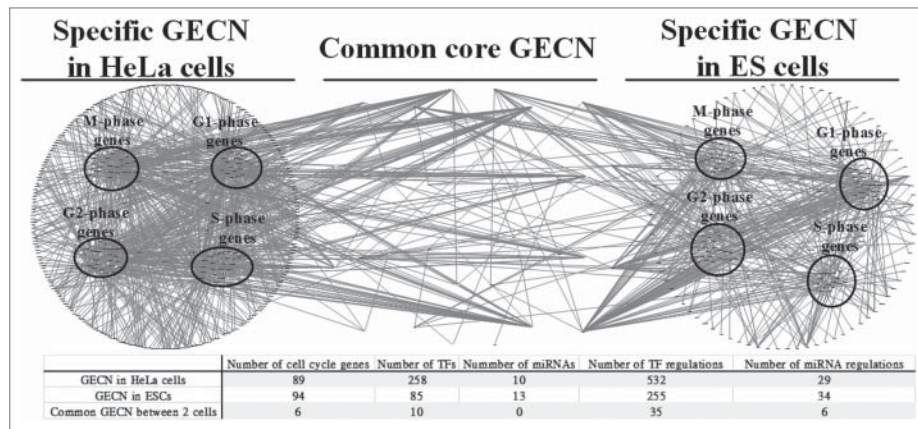 Specific GECN
in HeLa cells
Common core GECN
Specific GECN
in ES cells
M-phase
genes
G1-phase
genes
G2-phase
genes
S-phase
genes
M-phase
genes
G1-phase
genes
G2-phase
genes
S-phase
genes
Number of cell cycle genes Number of TFs Nummber of miRNAs Number of TF regulations Number of miRNA regulations
GECN in HeLa cells 89 258 10 532 29
GECN in ESCs 94 85 13 255 34
Common GECN between 2 cells 6 10 0 35 6